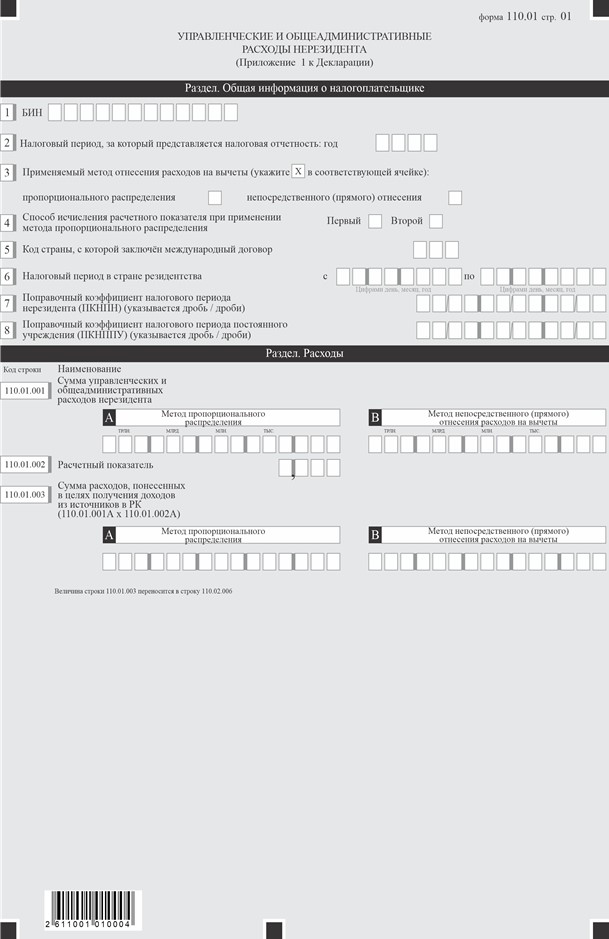 форма 110.01 стр. 01
УПРАВЛЕНЧЕСКИЕ И ОБЩЕАДМИНИСТРАТИВНЫЕ
РАСХОДЫ НЕРЕЗИДЕНТА
(Приложение 1 к Декларации)
Раздел. Общая информация о налогоплательщике
1 БИН
2 Налоговый период, за который представляется налоговая отчетность: год
3 Применяемый метод отнесения расходов на вычеты (укажите X в соответствующей ячейке):
пропорционального распределения непосредственного (прямого) отнесения
4 Способ исчисления расчетного показателя при применении
метода пропорционального распределения Первый Второй
5 Код страны, с которой заключён международный договор
6 Налоговый период в стране резидентства с по
Цифрами день, месяц, год Цифрами день, месяц, год
7 Поправочный коэффициент налогового периода
нерезидента (ПКНПН) (указывается дробь / дроби) / /
8 Поправочный коэффициент налогового периода постоянного
учреждения (ПКНППУ) (указывается дробь / дроби) / /
Раздел. Расходы
Код строки Наименование
110.01.001 Сумма управленческих и
общеадминистративных
расходов нерезидента
A Метод пропорционального
распределения
B Метод непосредственного (прямого)
отнесения расходов на вычеты
трлн. млрд. млн. тыс. трлн. млрд. млн. тыс.
110.01.002 Расчетный показатель ,
110.01.003 Сумма расходов, понесенных
в целях получения доходов
из источников в РК
(110.01.001A x 110.01.002A)
A Метод пропорционального
распределения
B Метод непосредственного (прямого)
отнесения расходов на вычеты
Величина строки 110.01.003 переносится в строку 110.02.006
2 611001 010004